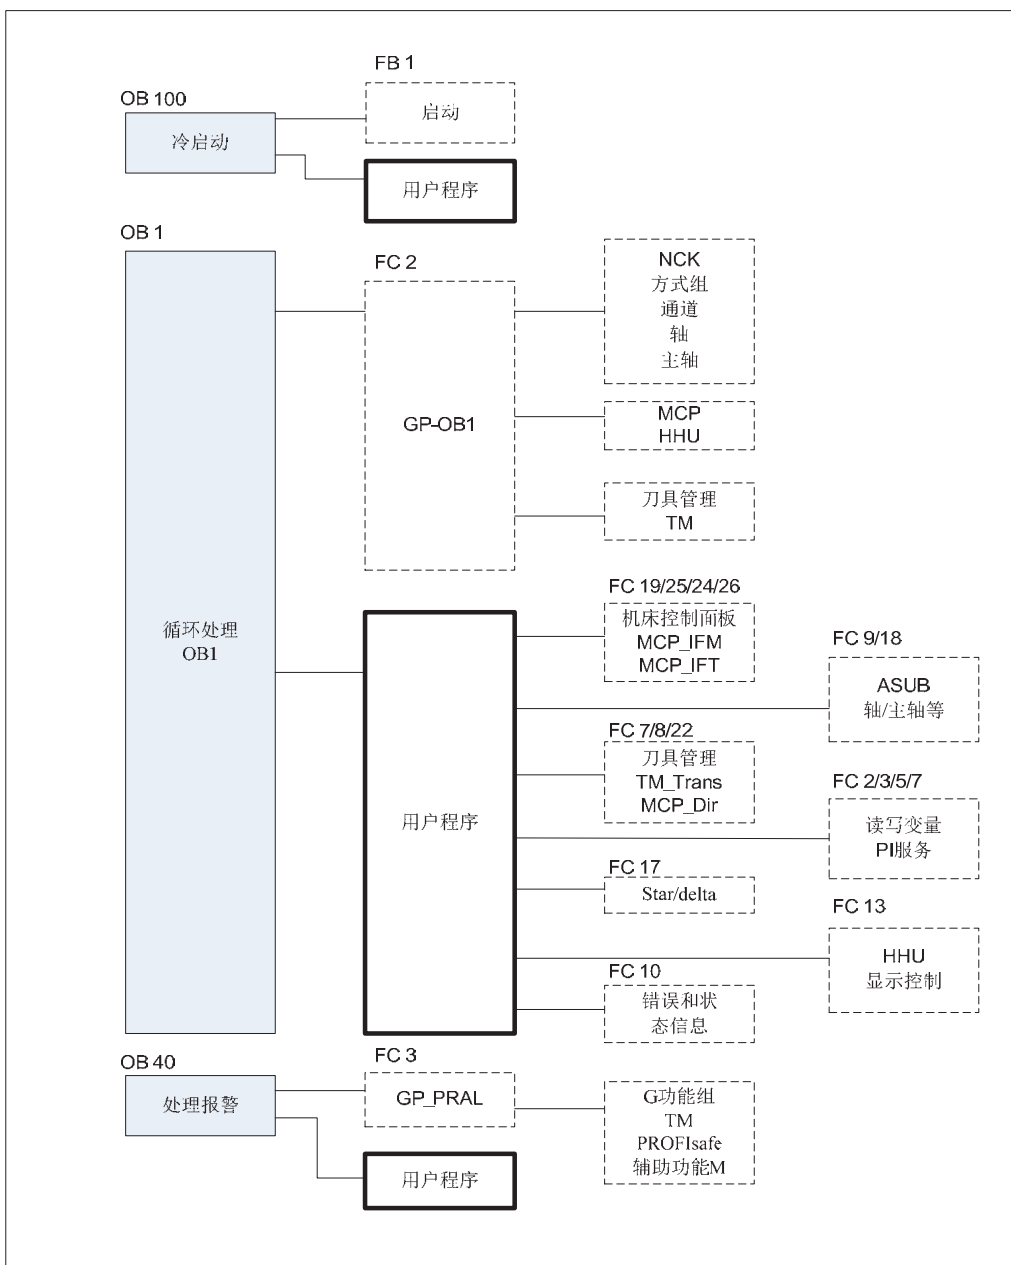 FB 1
OB 100
启动
冷启动
用户程序
OB 1
FC 2
NCK
方式组
通道
轴
主轴
GP-OB1
MCP
HHU
刀具管理
TM
FC 19/25/24/26
机床控制面板
MCP_IFM
MCP_IFT
循环处理
OB1
FC 9/18
ASUB
轴/主轴等
FC 7/8/22
刀具管理
TM_Trans
MCP_Dir
用户程序
FC 2/3/5/7
读写变量
PI服务
FC 17
Star/delta
FC 13
HHU
显示控制
FC 10
错误和状
态信息
OB 40
FC 3
处理报警
GP_PRAL
G功能组
TM
PROFIsafe
辅助功能M
用户程序